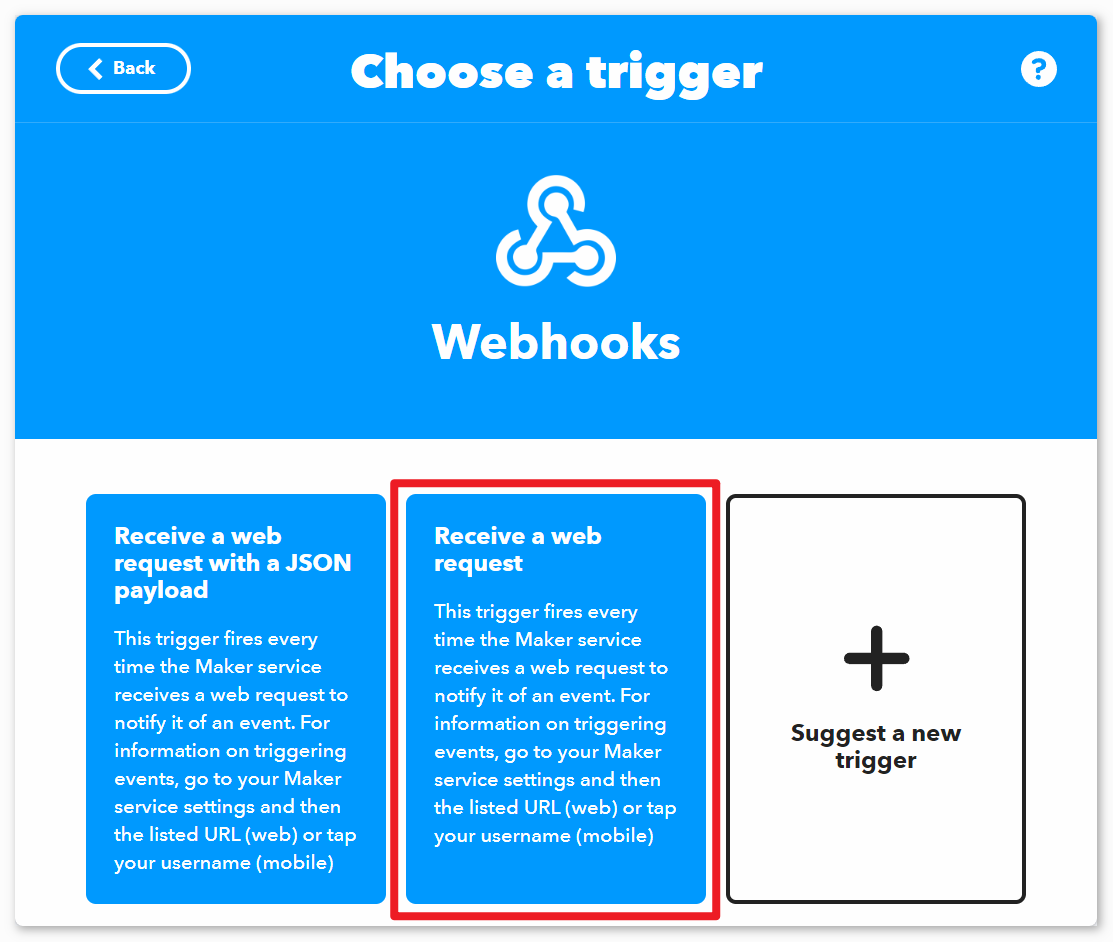 Back
Choose a trigger
?
Webhooks
Receive a web
request with a JSON
payload
This trigger fires every
time the Maker service
receives a web request to
notify it of an event. For
information on triggering
events, go to your Maker
service settings and then
the listed URL (web) or tap
your username (mobile)
Receive a web
request
This trigger fires every
time the Maker service
receives a web request to
notify it of an event. For
information on triggering
events, go to your Maker
service settings and then
the listed URL (web) or tap
your username (mobile)
Suggest a new
trigger